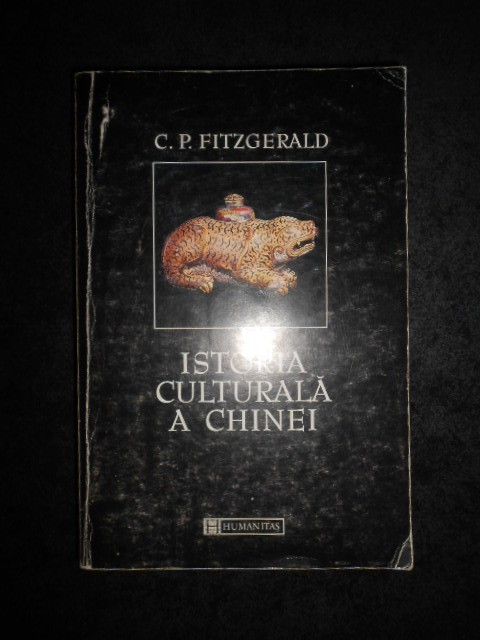 C. P. FITZGERALD
ISTORIA
CULTURALĂ
A CHINEI
HUMANITAS